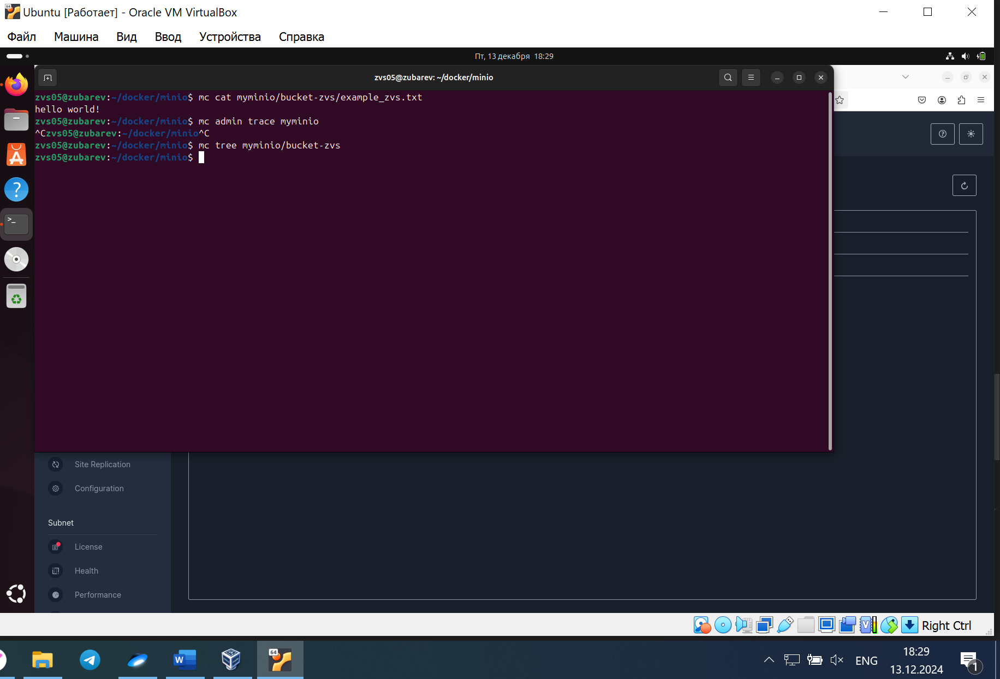 Ubuntu [Работает] - Oracle VM VirtualBox
Файл Машина Вид Ввод Устройства Справка
Пт, 13 декабря 18:29
zvs05@zubarev: ~/docker/minio
zvs05@zubarev:~/docker/minio$ mc cat myminio/bucket-zvs/example_zvs.txt
hello world!
zvs05@zubarev:~/docker/minio$ mc admin trace myminio
^Czvs05@zubarev:~/docker/minio^C
zvs05@zubarev:~/docker/minio$ mc tree myminio/bucket-zvs
zvs05@zubarev:~/docker/minio$
Site Replication
Configuration
Subnet
License
Health
Performance
Right Ctrl
64
ENG
18:29
13.12.2024
1